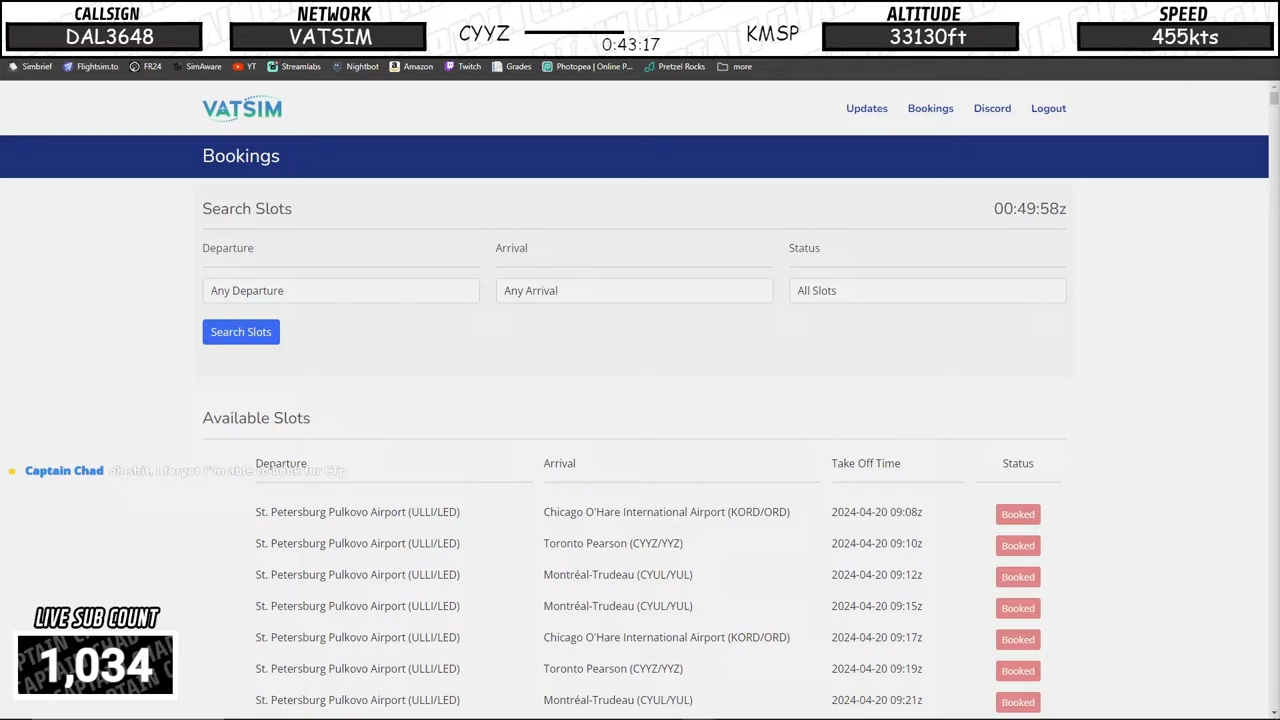 CALLSIGN
DAL3648
NETWORK
VATSIM
CYYZ
0:43:17
KMSP
ALTITUDE
33130ft
SPEED
455kts
Simbrief
Flightsim.to
FR24
SimAware
YT
Streamlabs
Nightbot
Amazon
Twitch
Grades
Photopea | Online P...
Pretzel Rocks
more
VATSIM
Updates
Bookings
Discord
Logout
Bookings
Search Slots
00:49:58z
Departure
Arrival
Status
Any Departure
Any Arrival
All Slots
Search Slots
Available Slots
Departure
Arrival
Take Off Time
Status
Captain Chad oh shit, I forgot I'm able to book for CTp
St. Petersburg Pulkovo Airport (ULLI/LED) Chicago O'Hare International Airport (KORD/ORD) 2024-04-20 09:08z Booked
St. Petersburg Pulkovo Airport (ULLI/LED) Toronto Pearson (CYYZ/YYZ) 2024-04-20 09:10z Booked
St. Petersburg Pulkovo Airport (ULLI/LED) Montréal-Trudeau (CYUL/YUL) 2024-04-20 09:12z Booked
St. Petersburg Pulkovo Airport (ULLI/LED) Montréal-Trudeau (CYUL/YUL) 2024-04-20 09:15z Booked
St. Petersburg Pulkovo Airport (ULLI/LED) Chicago O'Hare International Airport (KORD/ORD) 2024-04-20 09:17z Booked
St. Petersburg Pulkovo Airport (ULLI/LED) Toronto Pearson (CYYZ/YYZ) 2024-04-20 09:19z Booked
St. Petersburg Pulkovo Airport (ULLI/LED) Montréal-Trudeau (CYUL/YUL) 2024-04-20 09:21z Booked
LIVE SUB COUNT
1,034